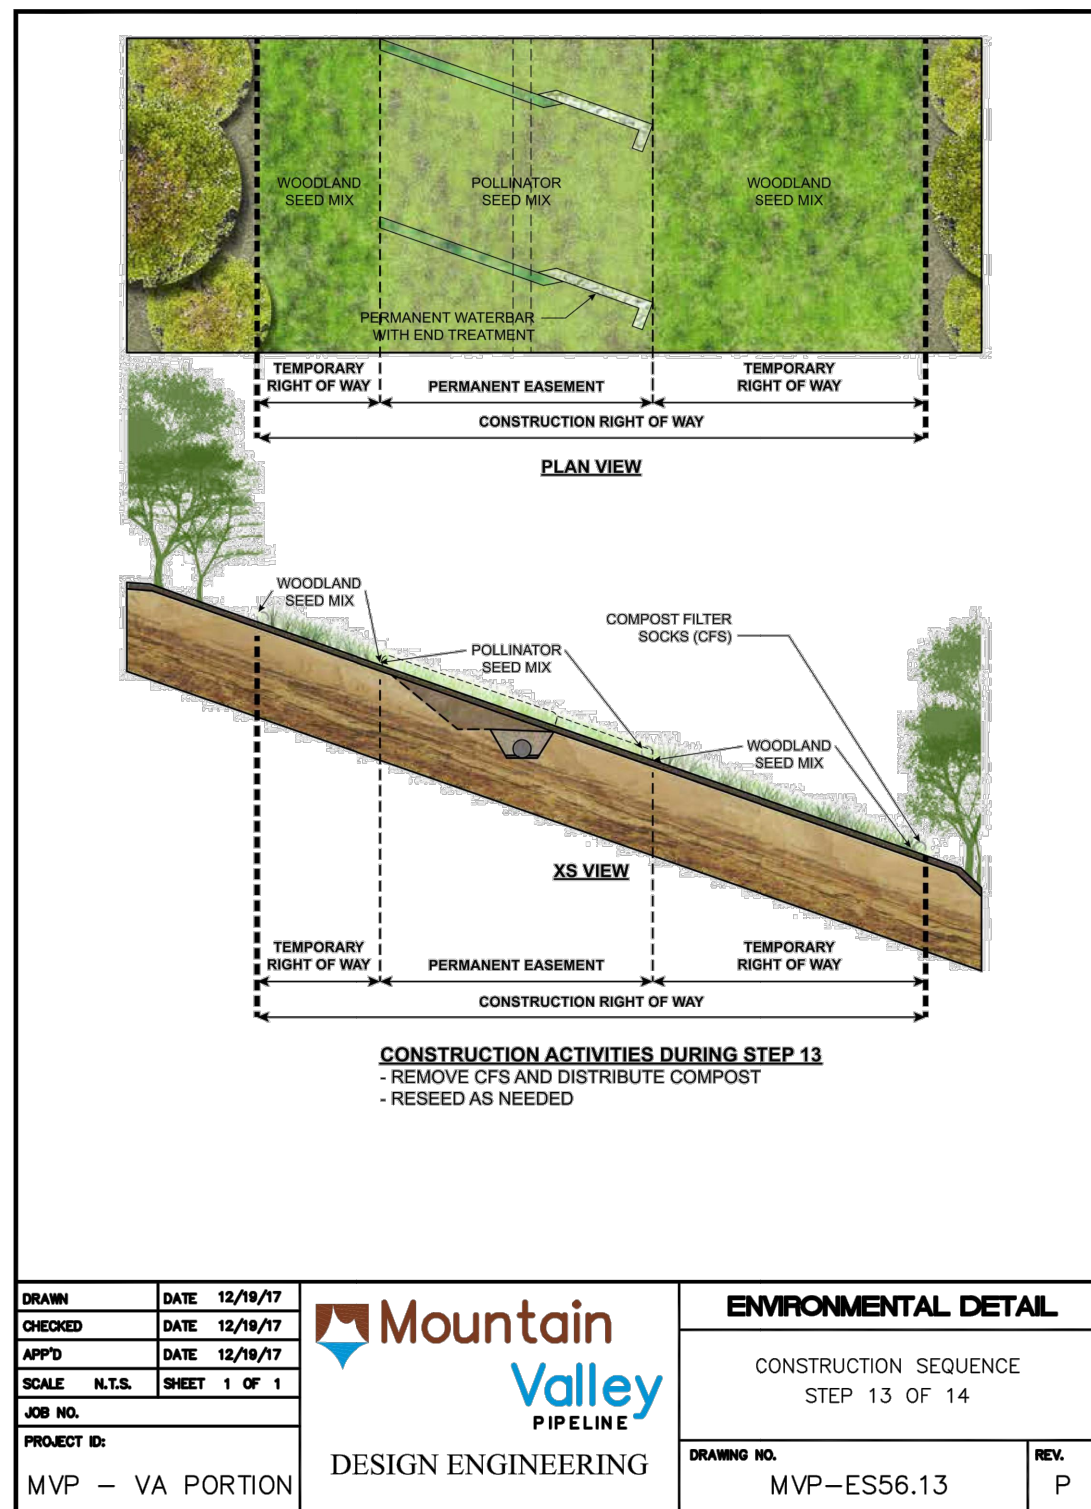 WOODLAND
SEED MIX
POLLINATOR
SEED MIX
WOODLAND
SEED MIX
PERMANENT WATERBAR
WITH END TREATMENT
TEMPORARY
RIGHT OF WAY
PERMANENT EASEMENT
TEMPORARY
RIGHT OF WAY
CONSTRUCTION RIGHT OF WAY
PLAN VIEW
WOODLAND
SEED MIX
POLLINATOR
SEED MIX
COMPOST FILTER
SOCKS (CFS)
WOODLAND
SEED MIX
XS VIEW
TEMPORARY
RIGHT OF WAY
PERMANENT EASEMENT
TEMPORARY
RIGHT OF WAY
CONSTRUCTION RIGHT OF WAY
CONSTRUCTION ACTIVITIES DURING STEP 13
- REMOVE CFS AND DISTRIBUTE COMPOST
- RESEED AS NEEDED
DRAWN DATE 12/19/17
CHECKED DATE 12/19/17
APP'D DATE 12/19/17
SCALE N.T.S. SHEET 1 OF 1
JOB NO.
PROJECT ID:
MVP - VA PORTION
Mountain
Valley
PIPELINE
DESIGN ENGINEERING
ENVIRONMENTAL DETAIL
CONSTRUCTION SEQUENCE
STEP 13 OF 14
DRAWING NO.
MVP-ES56.13
REV.
P